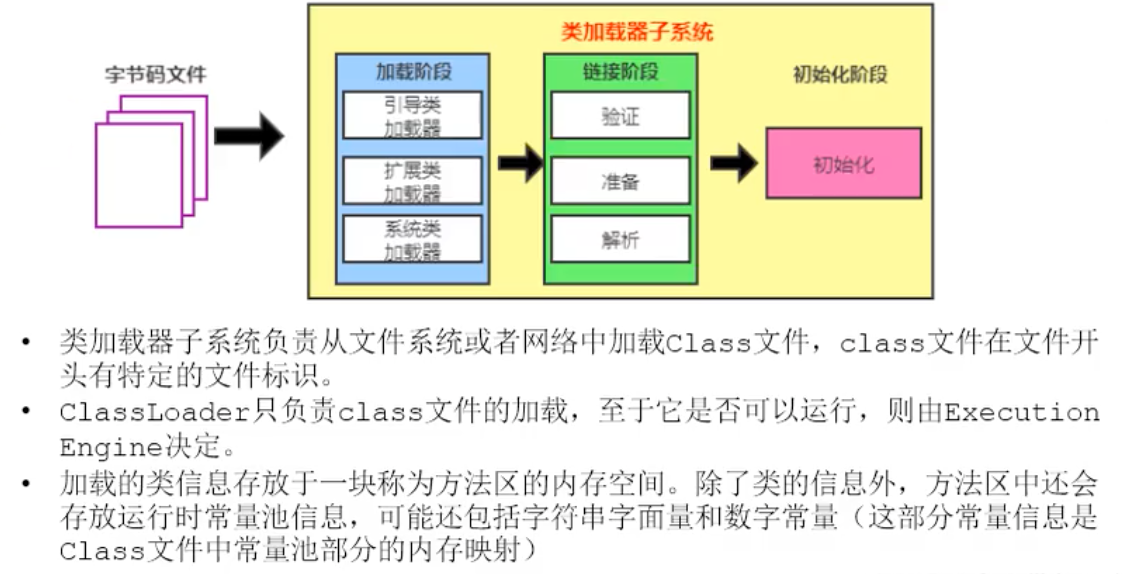 类加载器子系统
字节码文件
加载阶段
引导类
加载器
扩展类
加载器
系统类
加载器
链接阶段
验证
准备
解析
初始化阶段
初始化
• 类加载器子系统负责从文件系统或者网络中加载Class文件，class文件在文件开
头有特定的文件标识。
• ClassLoader只负责class文件的加载，至于它是否可以运行，则由Execution
Engine决定。
• 加载的类信息存放于一块称为方法区的内存空间。除了类的信息外，方法区中还会
存放运行时常量池信息，可能还包括字符串字面量和数字常量（这部分常量信息是
Class文件中常量池部分的内存映射）